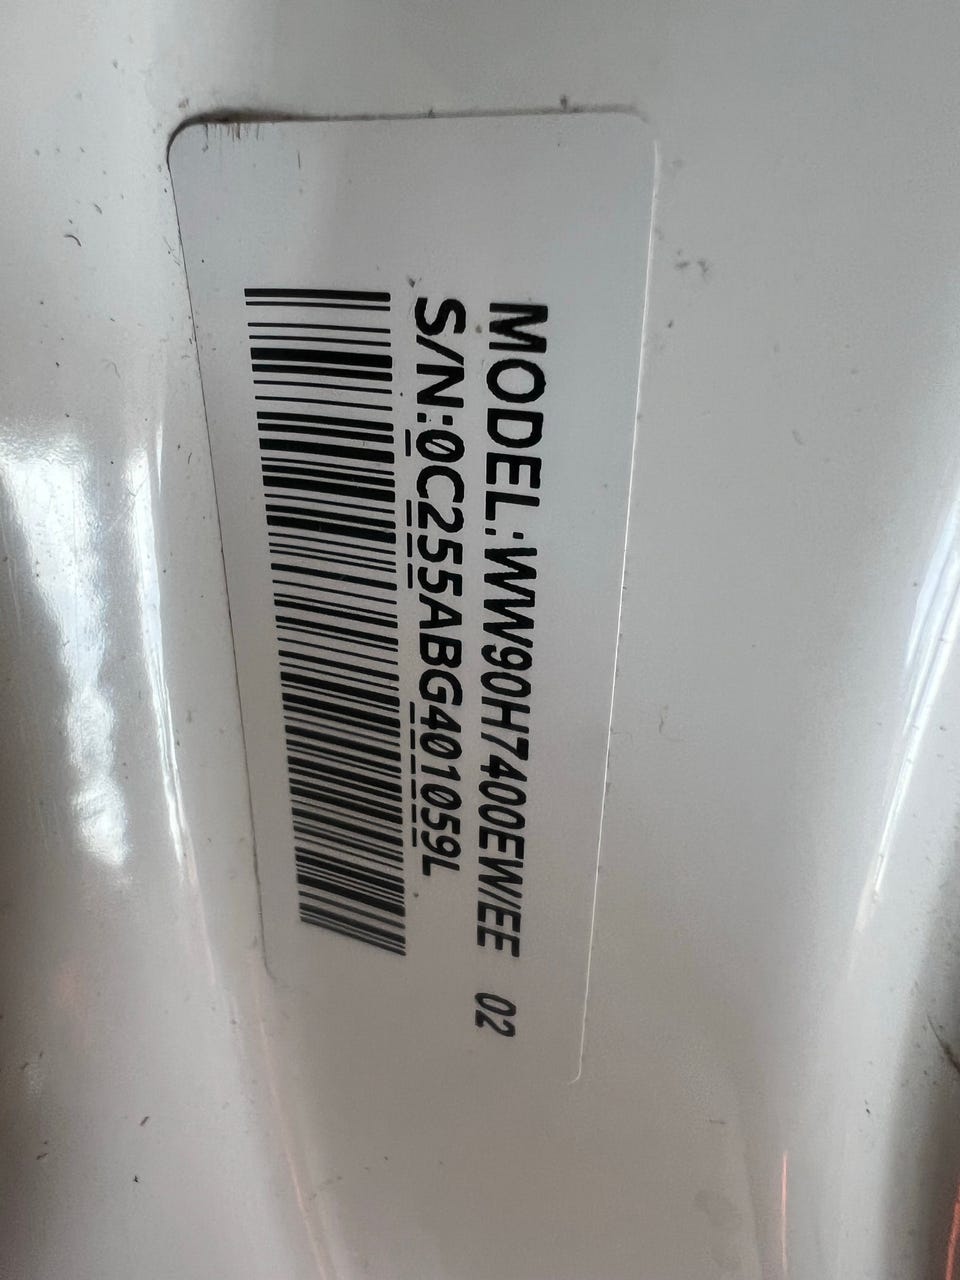 MODEL:WW90H7400EW/EE 02
S/N:0C255ABG401059L